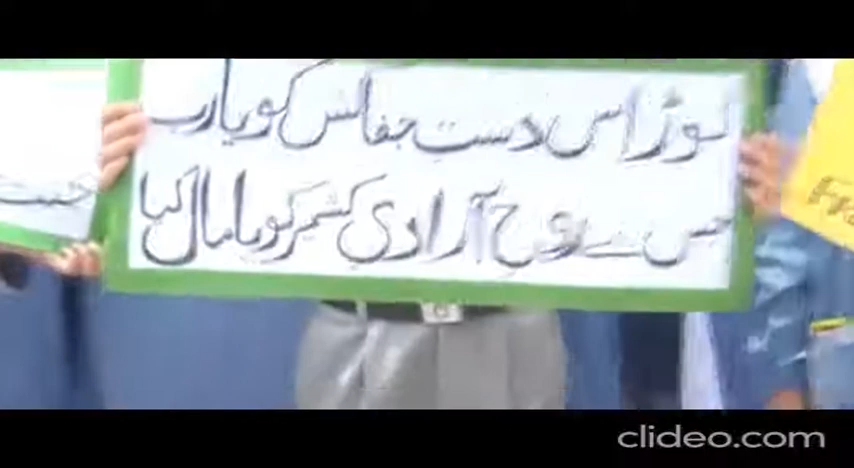 توڑ اس دستِ جفاکش کو یارب
جس نے روحِ آزادی کشمیر کو پامال کیا
clideo.com